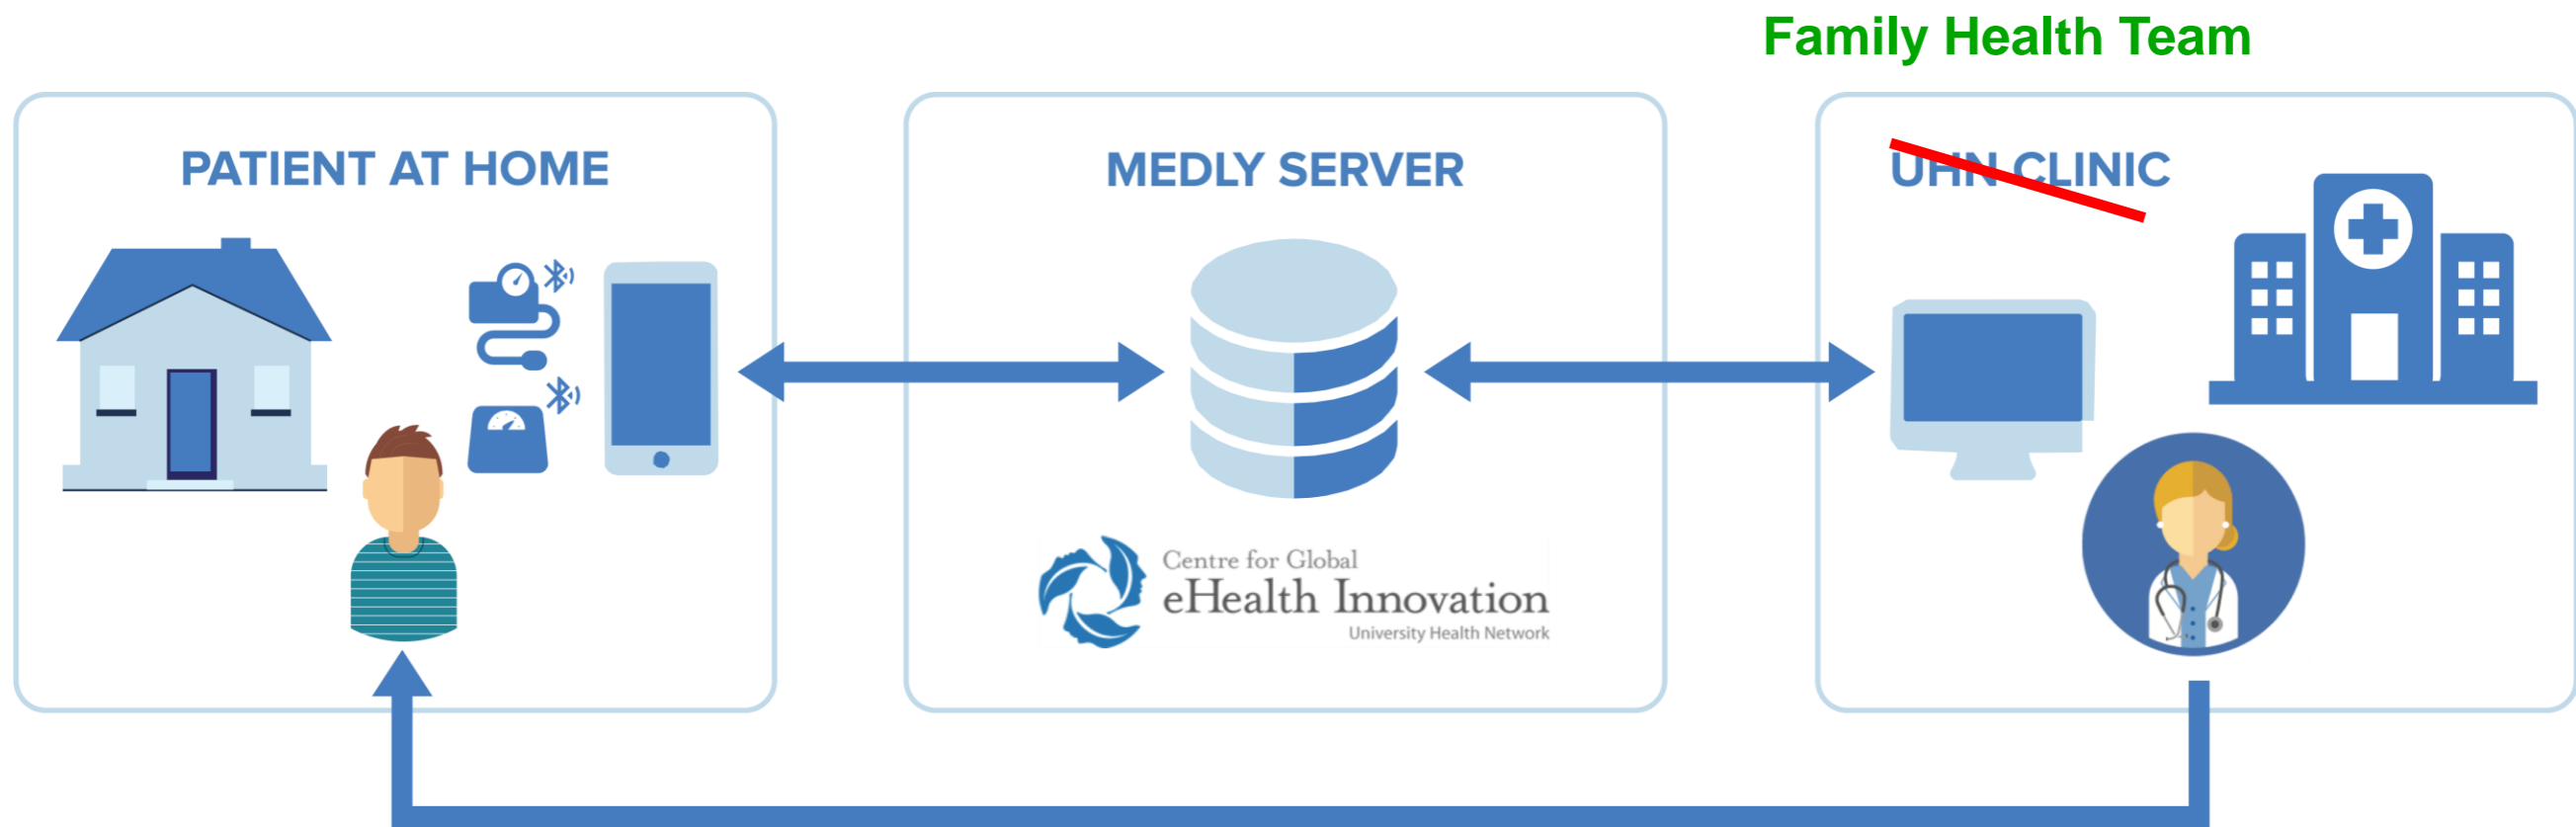 Family Health Team
PATIENT AT HOME
MEDLY SERVER
UHN CLINIC
Centre for Global
eHealth Innovation
University Health Network